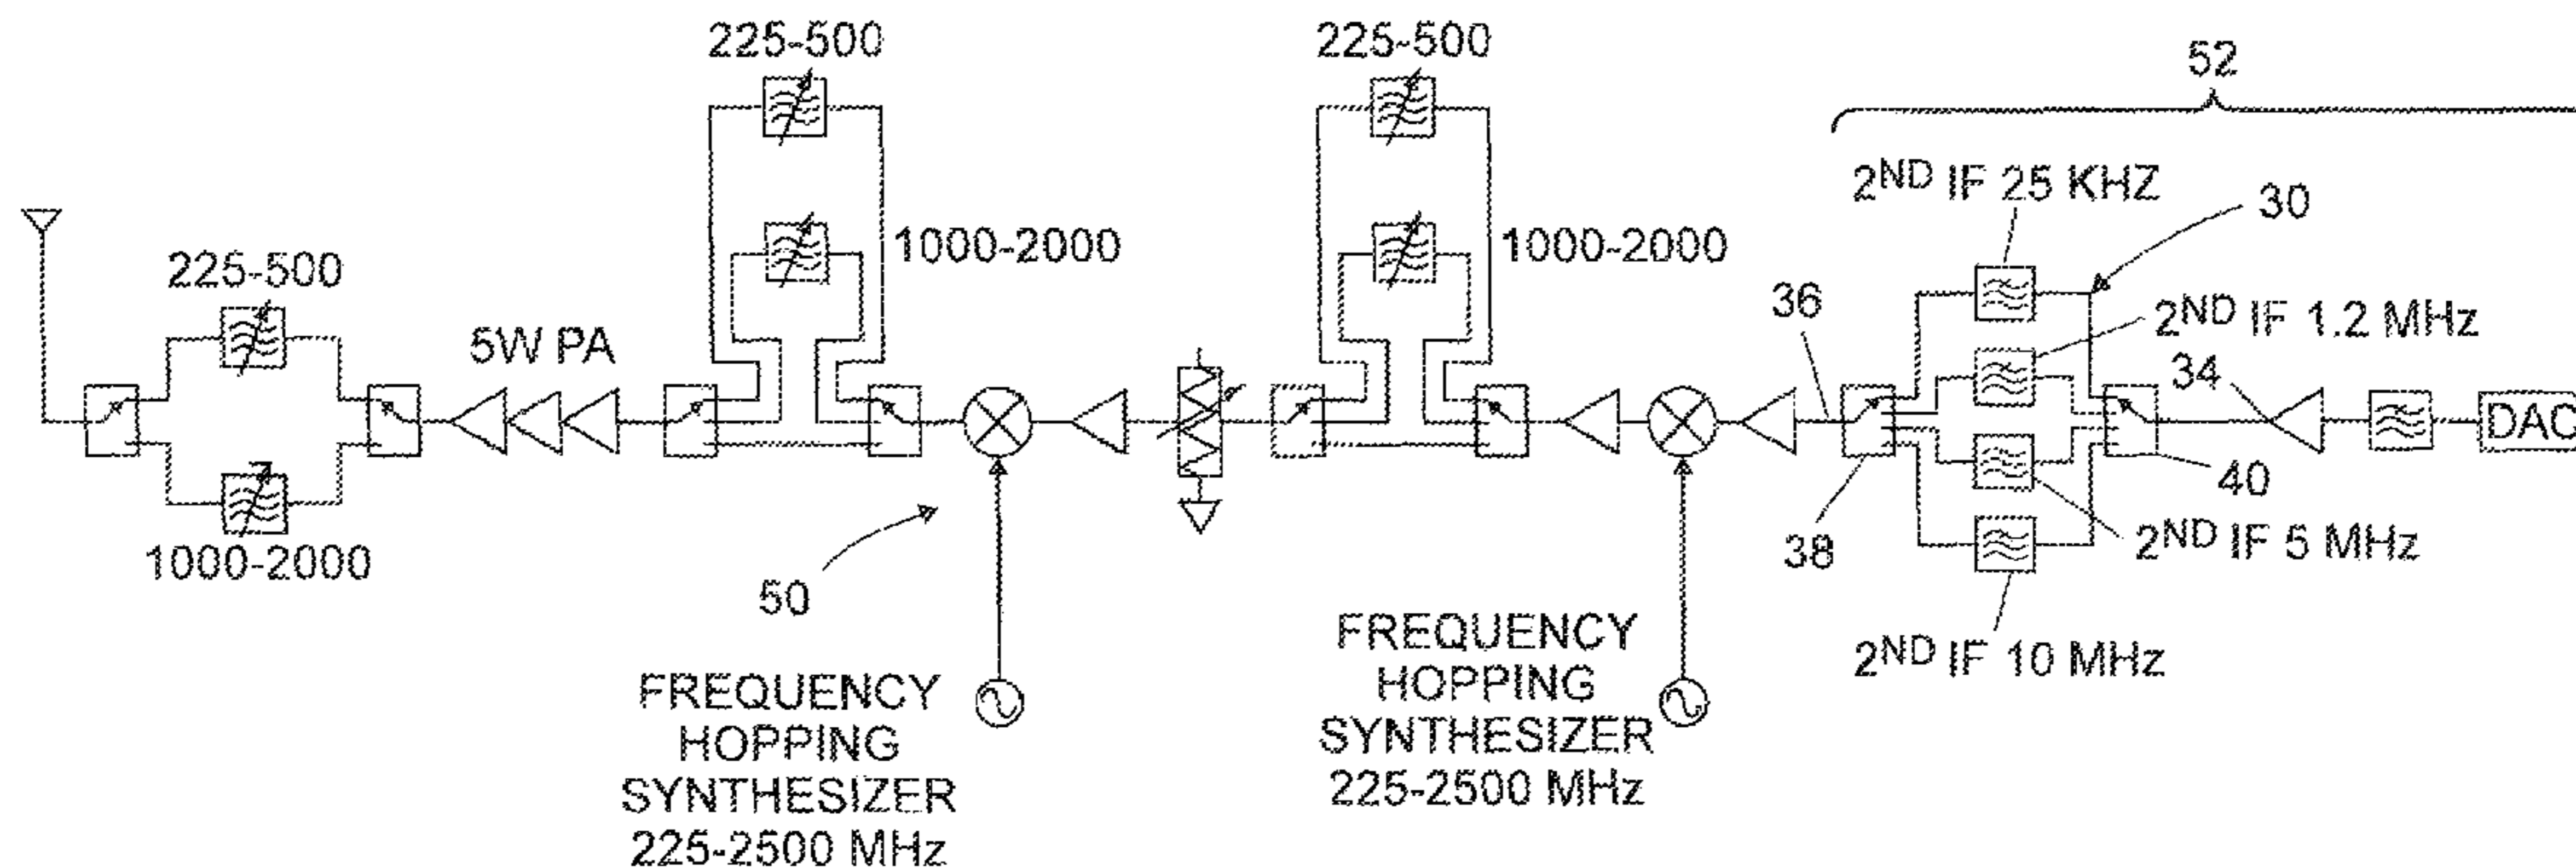 225-500
225-500
52
2ND IF 25 KHZ
30
1000-2000
1000-2000
225-500
36
2ND IF 1.2 MHz
5W PA
34
DAC
40
1000-2000
38
2ND IF 5 MHz
50
2ND IF 10 MHz
FREQUENCY
HOPPING
SYNTHESIZER
225-2500 MHz
FREQUENCY
HOPPING
SYNTHESIZER
225-2500 MHz